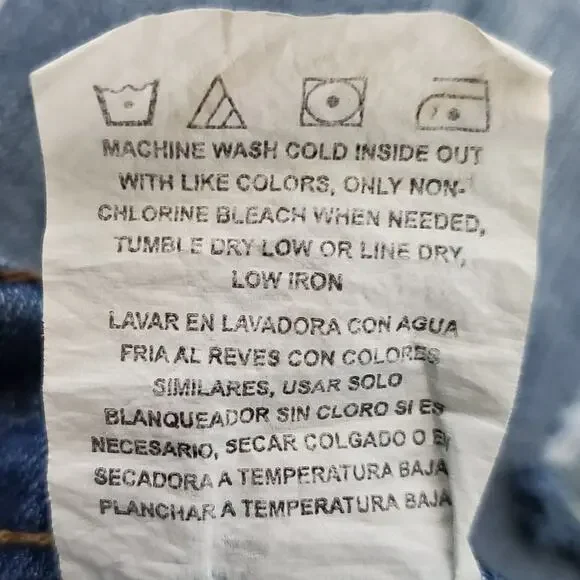 MACHINE WASH COLD INSIDE OUT
WITH LIKE COLORS, ONLY NON-
CHLORINE BLEACH WHEN NEEDED,
TUMBLE DRY LOW OR LINE DRY,
LOW IRON
LAVAR EN LAVADORA CON AGUA
FRIA AL REVES CON COLORES
SIMILARES, USAR SOLO
BLANQUEADOR SIN CLORO SI ES
NECESARIO, SECAR COLGADO O EN
SECADORA A TEMPERATURA BAJA
PLANCHAR A TEMPERATURA BAJA